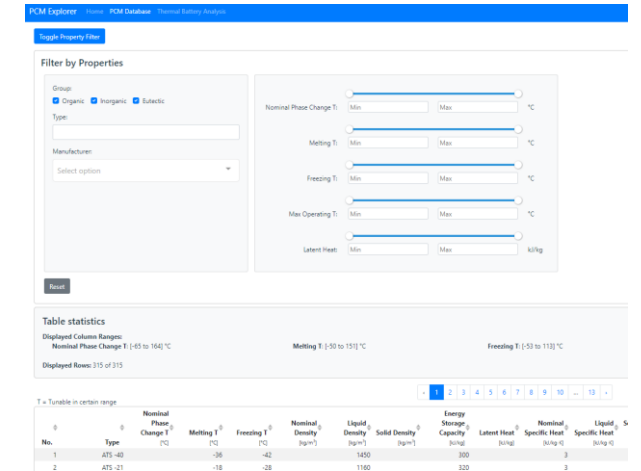 PCM Explorer Home PCM Database Thermal Battery Analysis
Toggle Property Filter
Filter by Properties
Group:
Organic Inorganic Eutectic
Type:
Manufacturer:
Select option
Nominal Phase Change T: Min Max °C
Melting T: Min Max °C
Freezing T: Min Max °C
Max Operating T: Min Max °C
Latent Heat: Min Max kJ/kg
Reset
Table statistics
Displayed Column Ranges:
Nominal Phase Change T: [-65 to 164] °C Melting T: [-50 to 151] °C Freezing T: [-53 to 113] °C
Displayed Rows: 315 of 315
‹ 1 2 3 4 5 6 7 8 9 10 ... 13 ›
T = Tunable in certain range
No. Type Nominal Phase Change T [°C] Melting T [°C] Freezing T [°C] Nominal Density [kg/m³] Liquid Density [kg/m³] Solid Density [kg/m³] Energy Storage Capacity [kJ/kg] Latent Heat [kJ/kg] Nominal Specific Heat [kJ/kg·K] Liquid Specific Heat [kJ/kg·K]
1 ATS -40 -36 -42 1450 300 3
2 ATS -21 -18 -28 1160 320 3